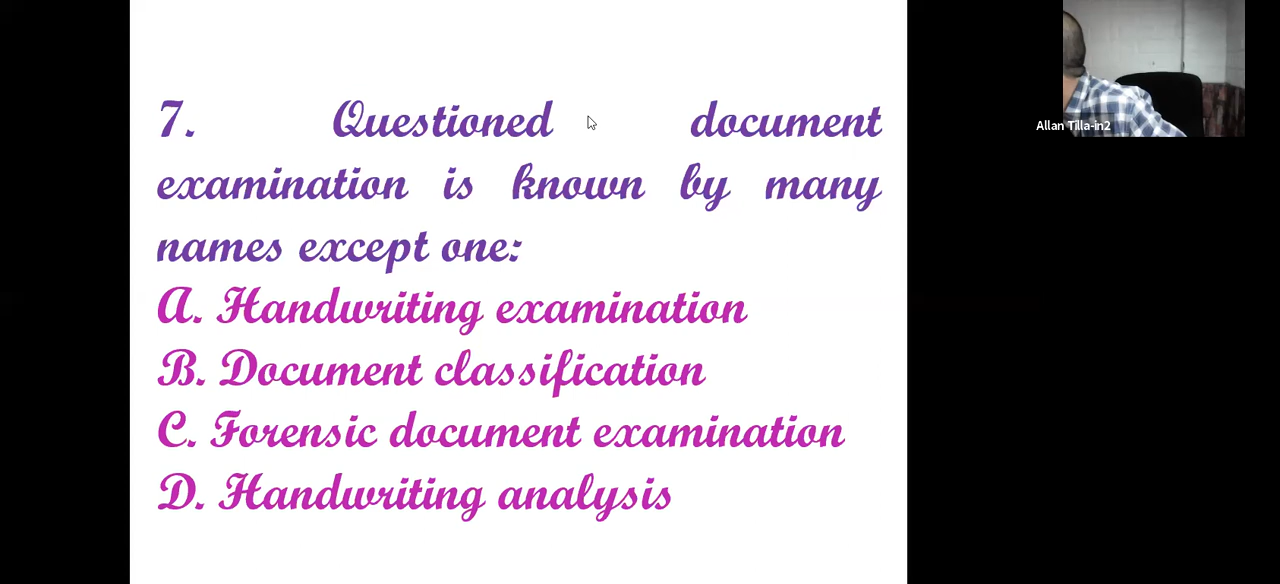 7. Questioned document
examination is known by many
names except one:
A. Handwriting examination
B. Document classification
C. Forensic document examination
D. Handwriting analysis
Allan Tilla-in2